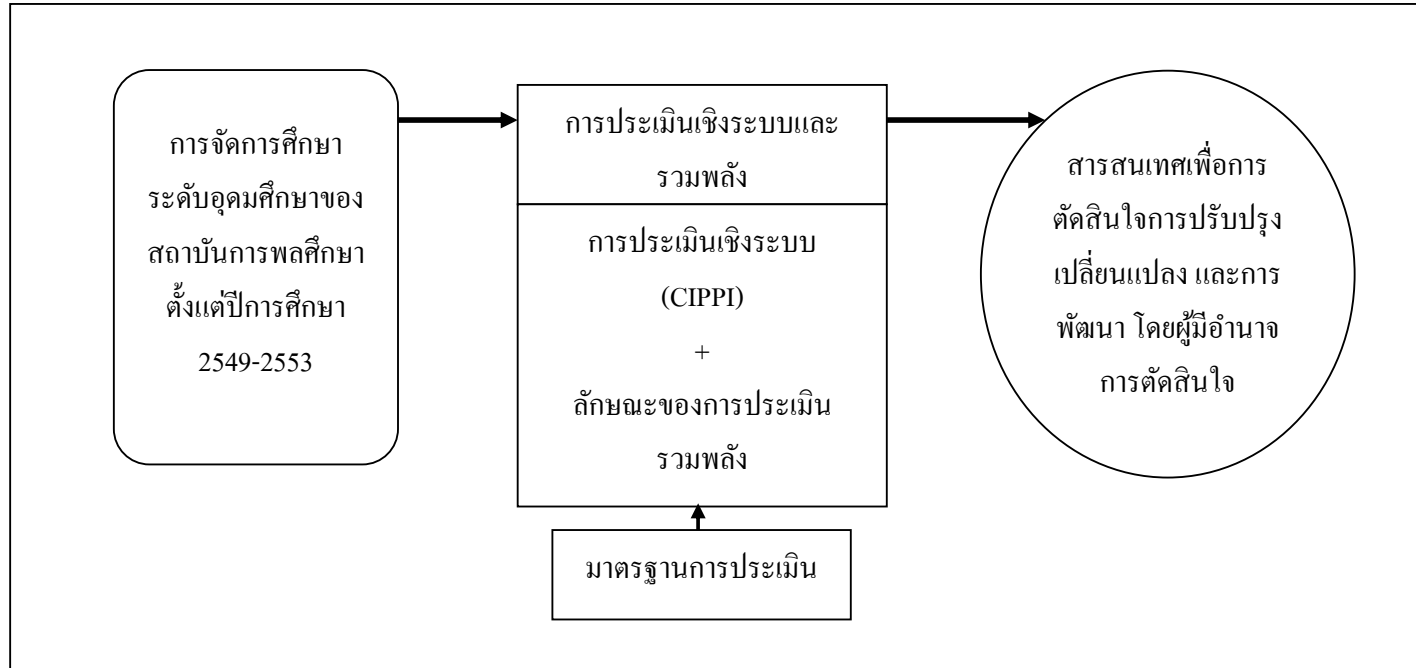 การจัดการศึกษา
ระดับอุดมศึกษาของ
สถาบันการพลศึกษา
ตั้งแต่ปีการศึกษา
2549-2553
การประเมินเชิงระบบและ
รวมพลัง
การประเมินเชิงระบบ
(CIPPI)
+
ลักษณะของการประเมิน
รวมพลัง
มาตรฐานการประเมิน
สารสนเทศเพื่อการ
ตัดสินใจการปรับปรุง
เปลี่ยนแปลง และการ
พัฒนา โดยผู้มีอำนาจ
การตัดสินใจ